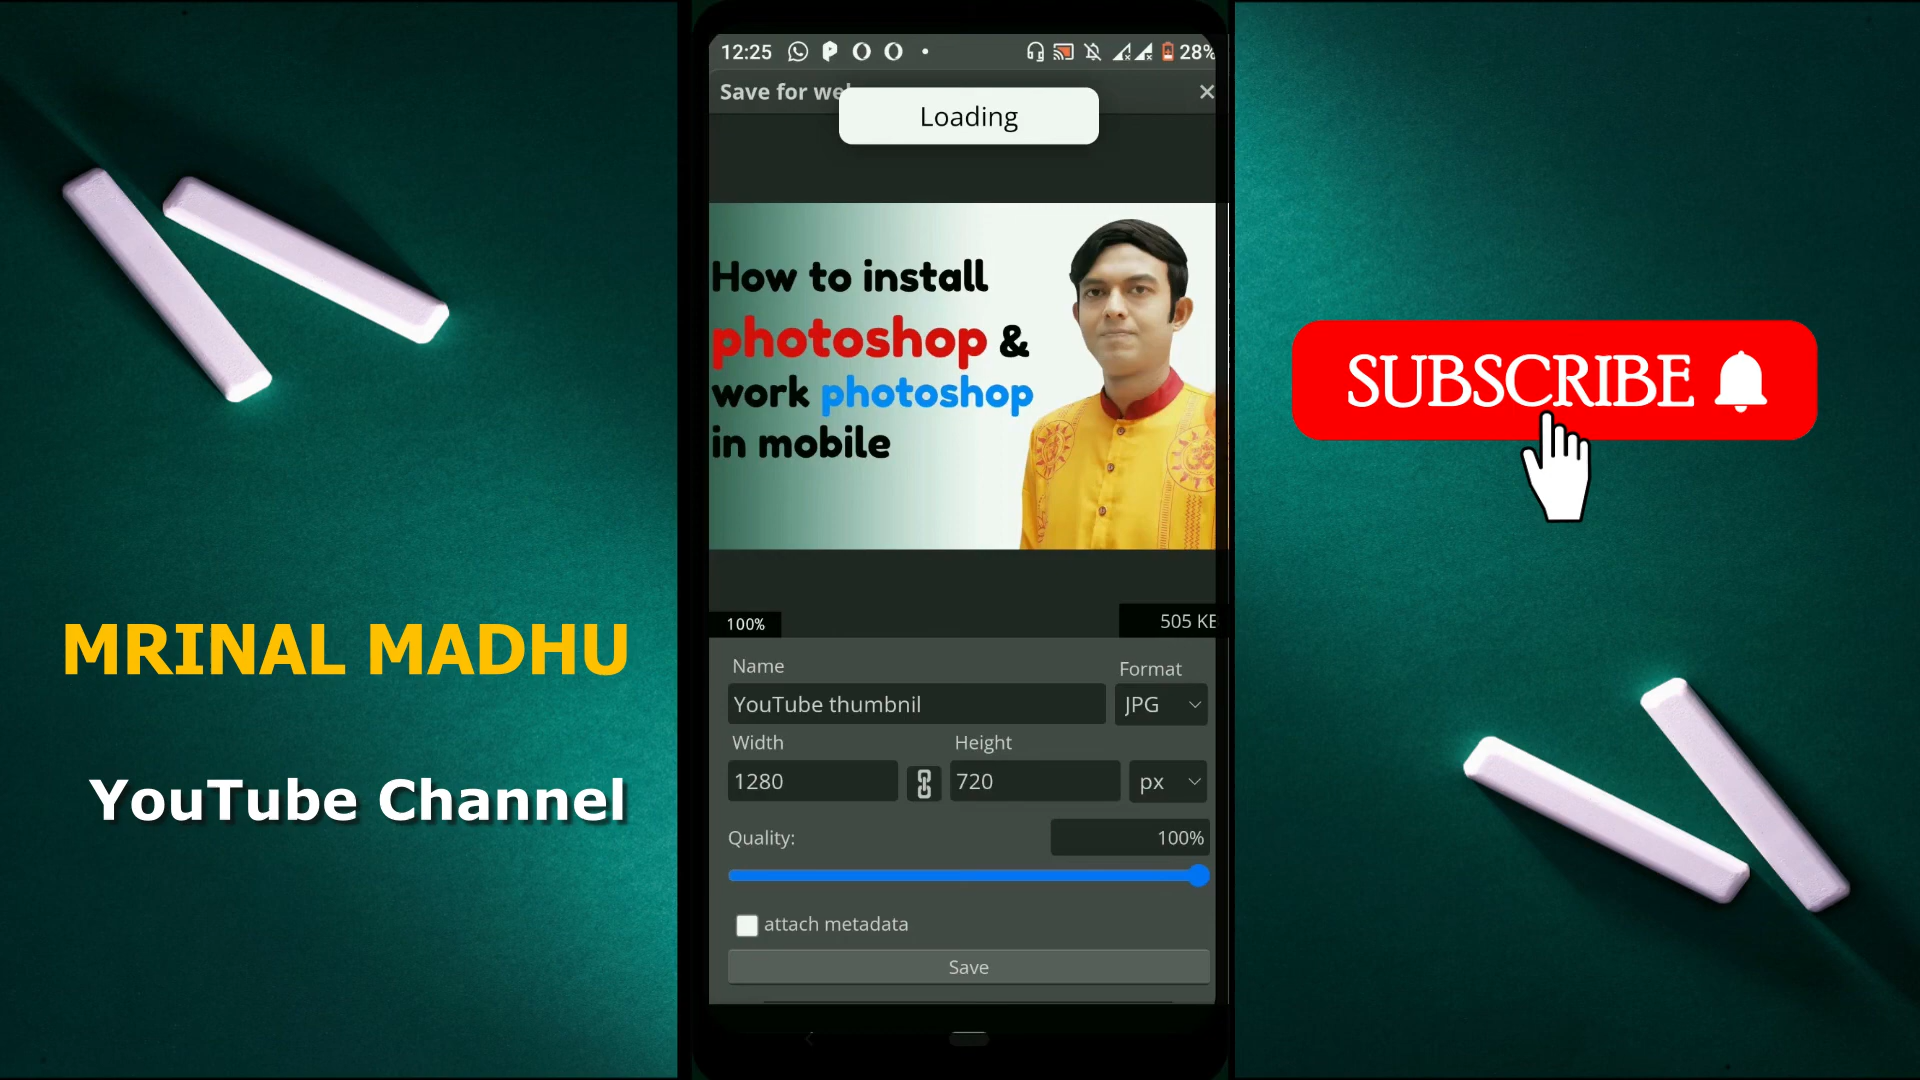 12:25
28%
Save for we
Loading
How to install
photoshop &
work photoshop
in mobile
SUBSCRIBE
100%
505 KB
Name
Format
YouTube thumbnil
JPG
Width
Height
1280
720
px
Quality:
100%
attach metadata
Save
MRINAL MADHU
YouTube Channel